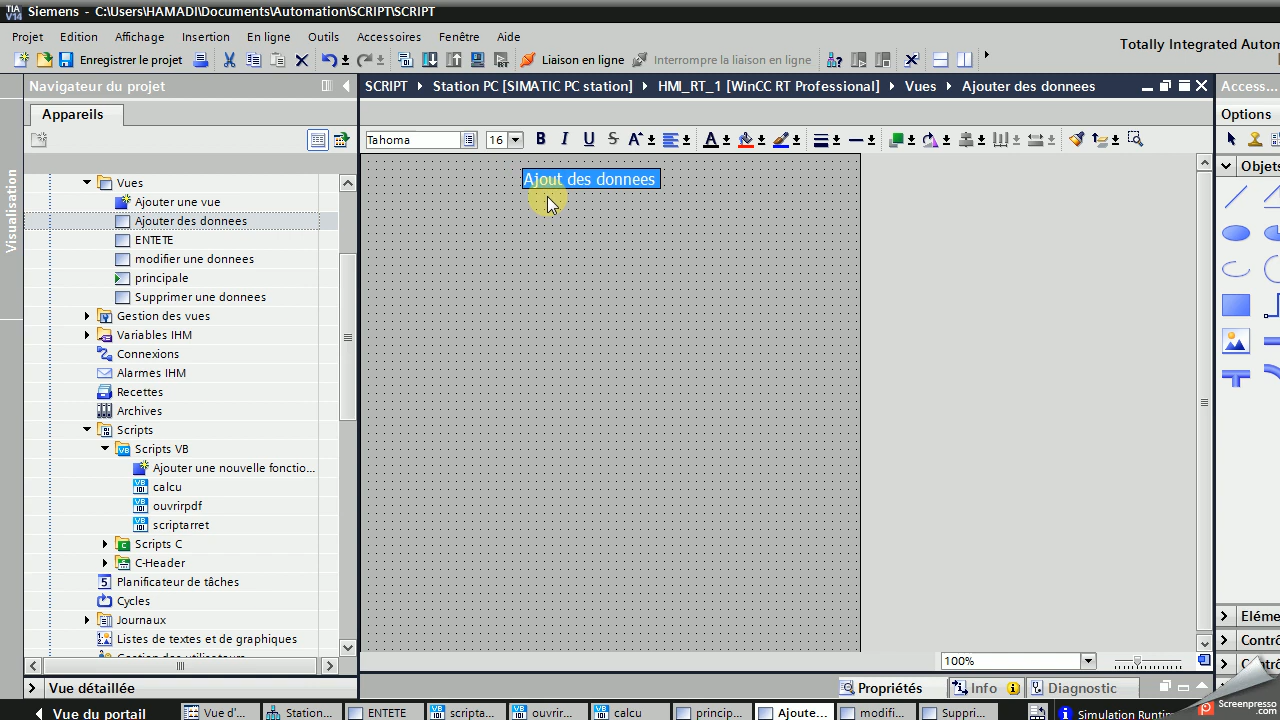 TIA V14 Siemens - C:\Users\HAMADI\Documents\Automation\SCRIPT\SCRIPT
Projet Edition Affichage Insertion En ligne Outils Accessoires Fenêtre Aide
Enregistrer le projet Liaison en ligne Interrompre la liaison en ligne
Totally Integrated Autom
Navigateur du projet
SCRIPT Station PC [SIMATIC PC station] HMI_RT_1 [WinCC RT Professional] Vues Ajouter des donnees
Access...
Appareils
Options
Tahoma 16 B I U S A A
Visualisation
Objets
Vues
Ajouter une vue
Ajouter des donnees
ENTETE
modifier une donnees
principale
Supprimer une donnees
Gestion des vues
Variables IHM
Connexions
Alarmes IHM
Recettes
Archives
Scripts
Scripts VB
Ajouter une nouvelle fonctio...
calcu
ouvrirpdf
scriptarret
Scripts C
C-Header
Planificateur de tâches
Cycles
Journaux
Listes de textes et de graphiques
Ajout des donnees
Eléme
Contrô
100%
Vue détaillée
Propriétés Info Diagnostic
Vue du portail Vue d'... Station... ENTETE scripta... ouvrir... calcu princip... Ajoute... modifi... Suppri... Simulation Runtim
Screenpresso
.com